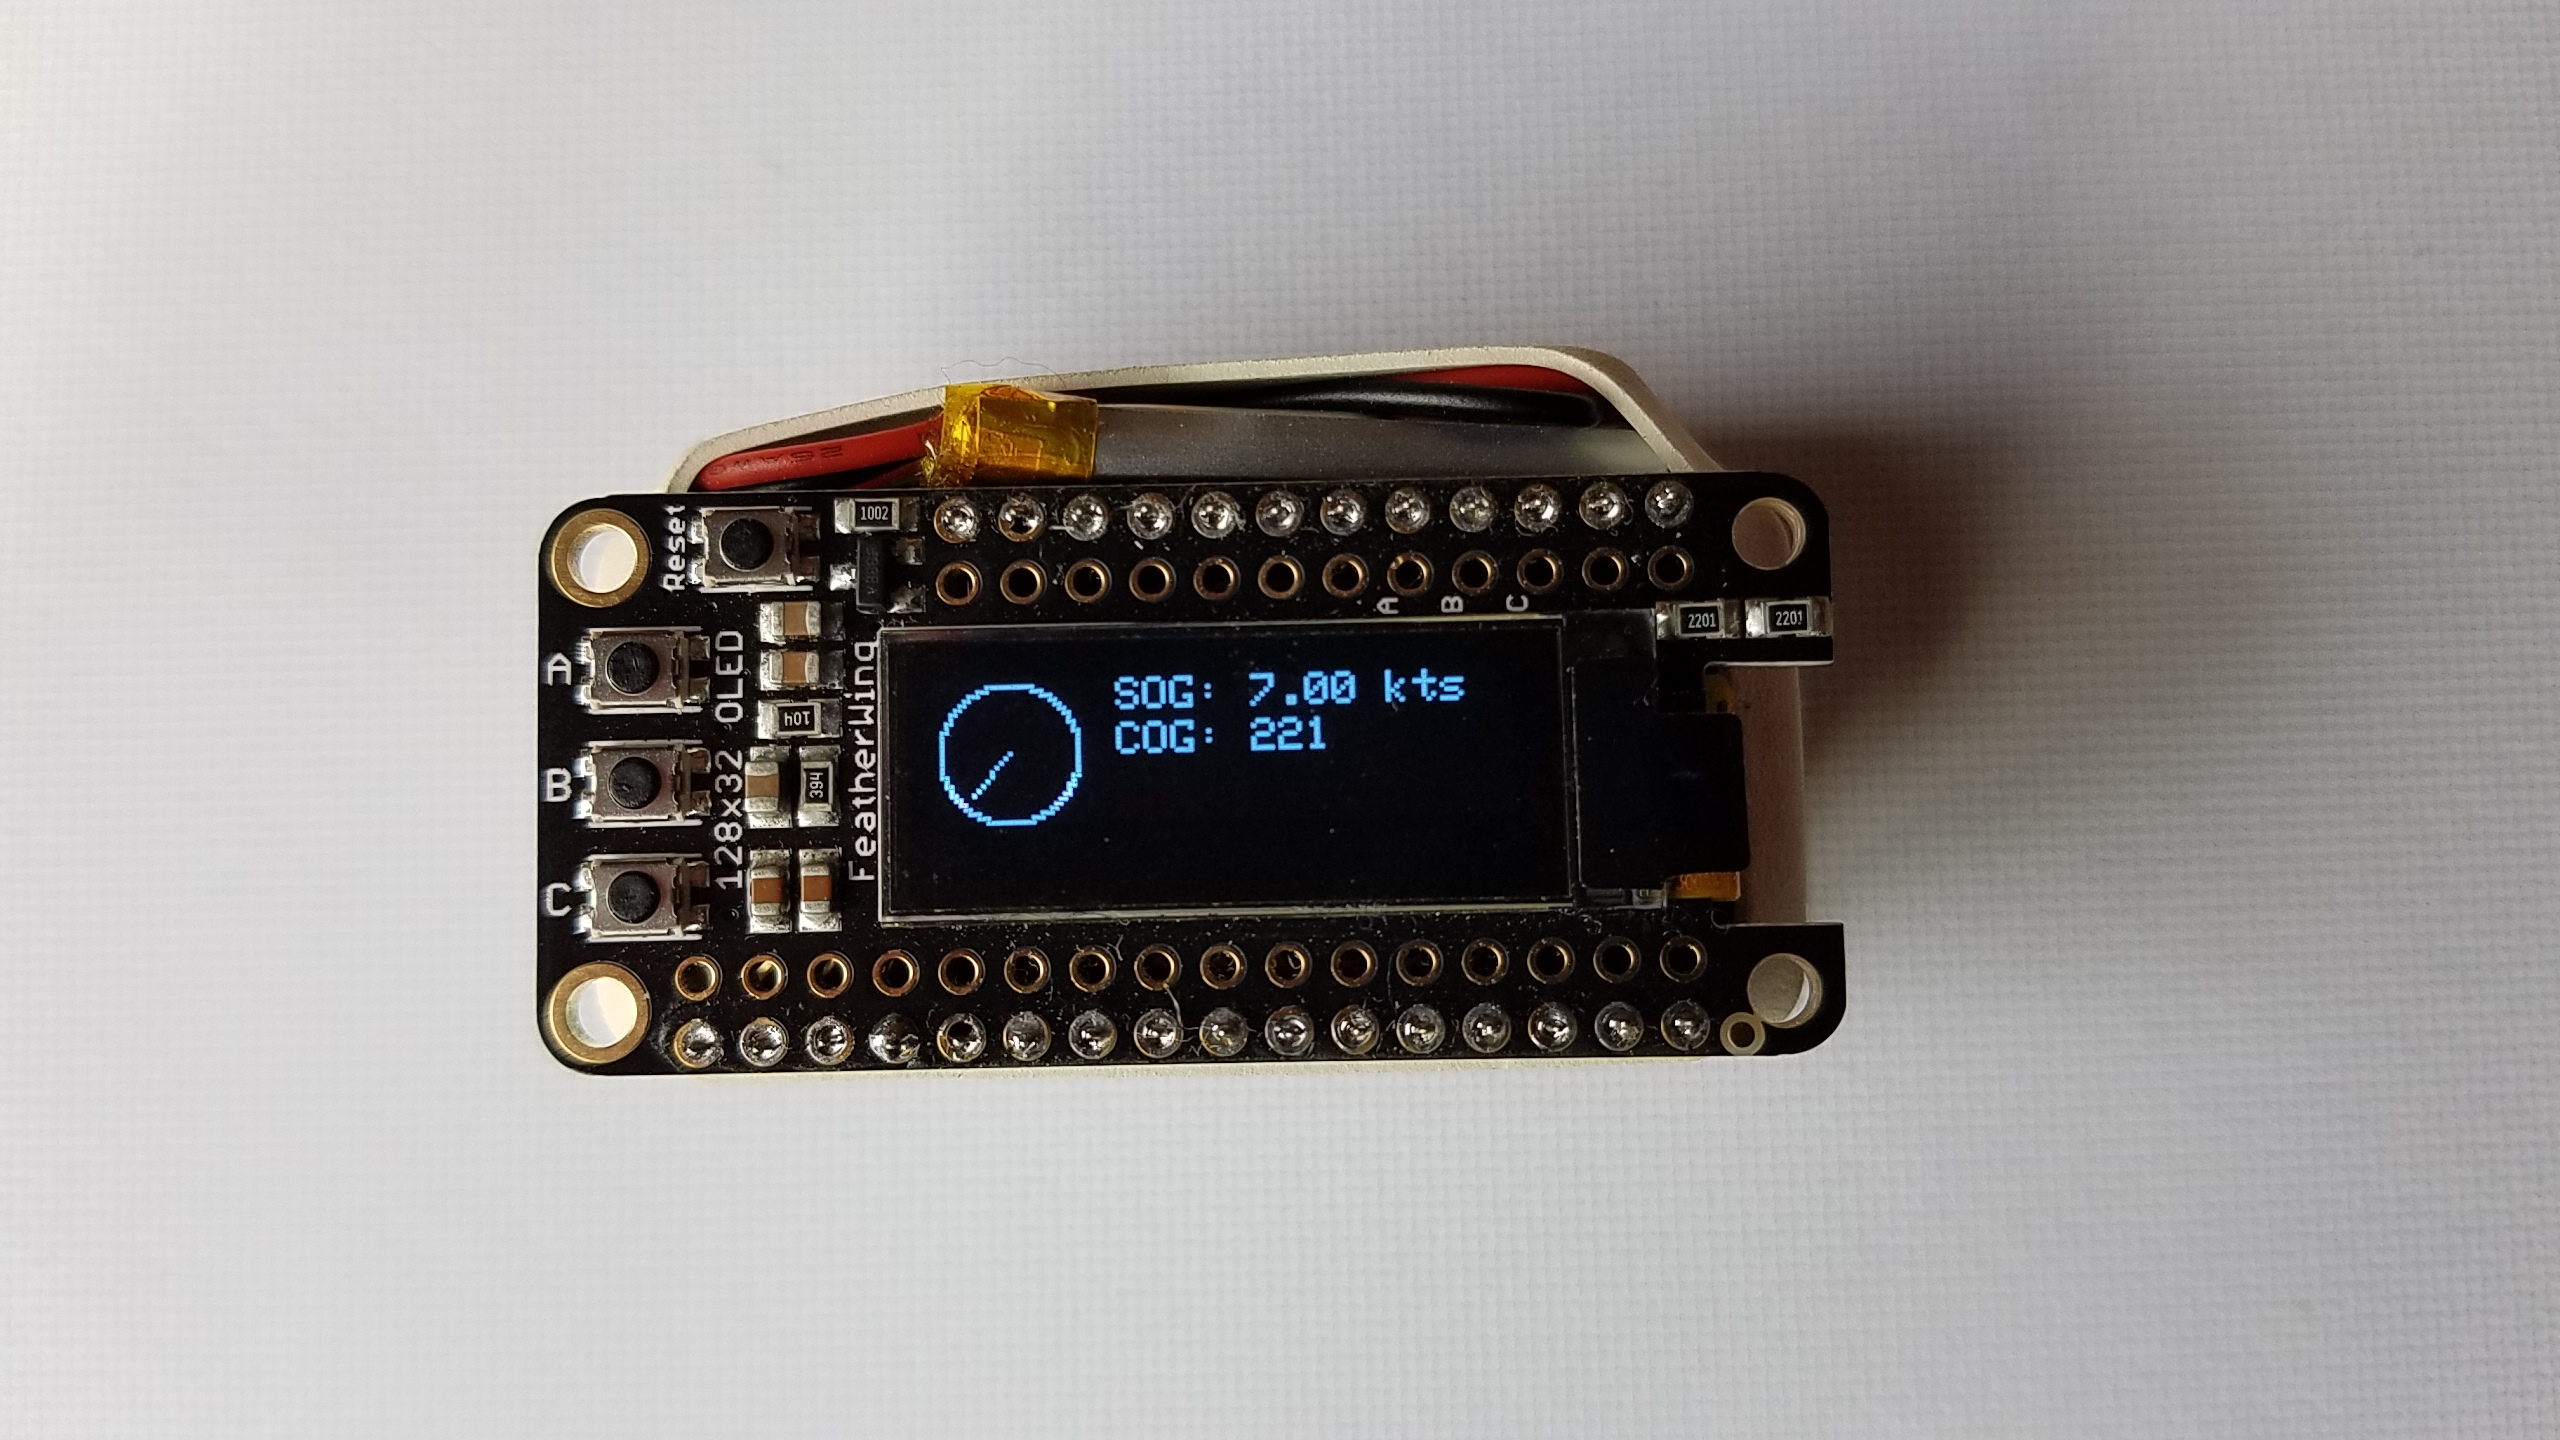 C B A
Reset
128x32 OLED
104
394
1002
FeatherWing
SOG: 7.00 kts
COG: 221
A
B
C
2201
2201